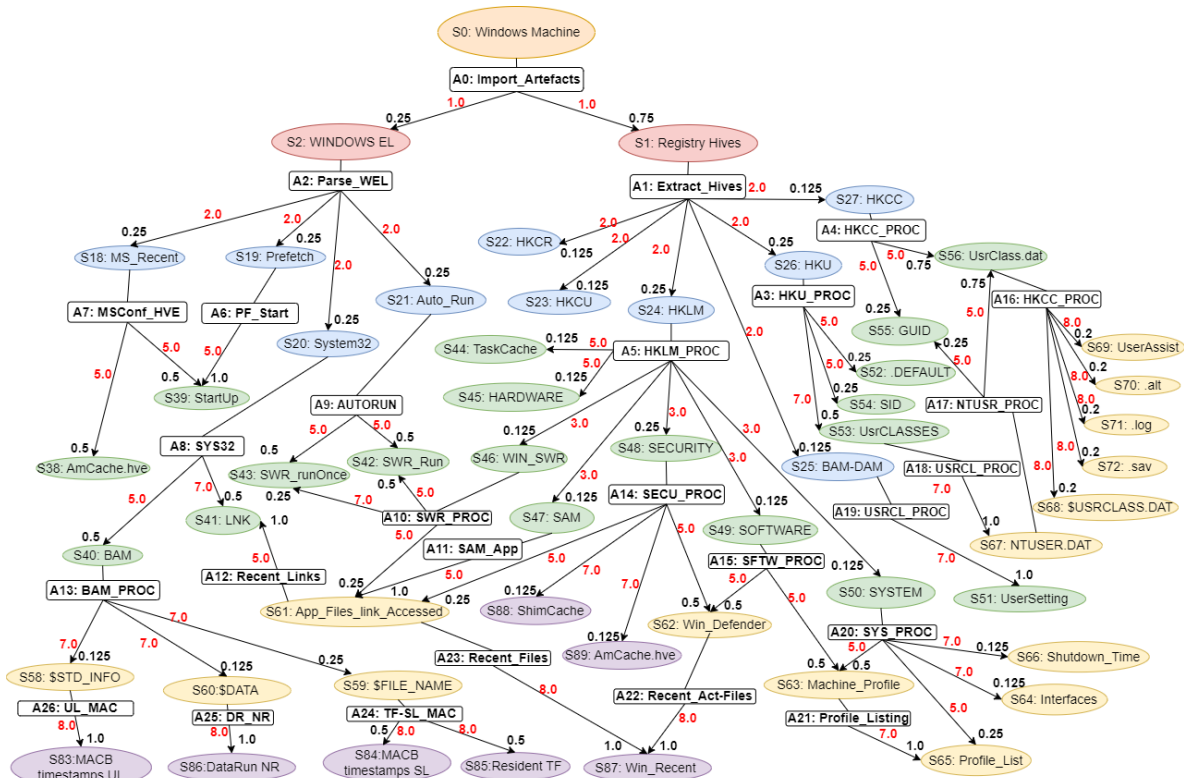 S0: Windows Machine
A0: Import_Artefacts
1.0
1.0
0.25
0.75
S2: WINDOWS EL
S1: Registry Hives
A2: Parse_WEL
A1: Extract_Hives
2.0
0.125
S27: HKCC
2.0
2.0
2.0
2.0
0.25
0.25
S18: MS_Recent
S19: Prefetch
2.0
0.25
S21: Auto_Run
S22: HKCR
0.125
2.0
0.125
S23: HKCU
2.0
0.25
S24: HKLM
2.0
0.25
S26: HKU
A4: HKCC_PROC
5.0
5.0
0.75
S56: UsrClass.dat
0.75
A3: HKU_PROC
A16: HKCC_PROC
A7: MSConf_HVE
A6: PF_Start
0.25
S20: System32
0.25
S55: GUID
0.25
8.0
0.2
S69: UserAssist
5.0
5.0
5.0
0.5
1.0
S39: StartUp
0.125
S44: TaskCache
A5: HKLM_PROC
5.0
5.0
0.125
S45: HARDWARE
2.0
5.0
5.0
0.25
S52: .DEFAULT
5.0
8.0
0.2
S70: .alt
0.25
S54: SID
A17: NTUSR_PROC
8.0
8.0
0.2
S71: .log
A9: AUTORUN
5.0
5.0
3.0
3.0
3.0
7.0
0.5
S53: UsrCLASSES
0.5
S38: AmCache.hve
A8: SYS32
0.5
S43: SWR_runOnce
0.25
0.5
S42: SWR_Run
0.5
0.125
S46: WIN_SWR
0.25
S48: SECURITY
3.0
3.0
0.125
S25: BAM-DAM
A18: USRCL_PROC
7.0
8.0
0.2
S72: .sav
8.0
0.2
S68: $USRCLASS.DAT
5.0
7.0
0.5
S41: LNK
1.0
7.0
A10: SWR_PROC
0.125
S47: SAM
A14: SECU_PROC
0.125
S49: SOFTWARE
A19: USRCL_PROC
1.0
S67: NTUSER.DAT
0.5
S40: BAM
5.0
5.0
A11: SAM_App
5.0
5.0
7.0
7.0
5.0
A15: SFTW_PROC
0.125
S50: SYSTEM
7.0
1.0
S51: UserSetting
A13: BAM_PROC
A12: Recent_Links
0.25
1.0
0.25
S61: App_Files_link_Accessed
0.125
S88: ShimCache
5.0
5.0
0.5
0.5
S62: Win_Defender
A20: SYS_PROC
7.0
7.0
7.0
0.125
0.125
0.25
0.125
S89: AmCache.hve
5.0
7.0
7.0
0.125
S66: Shutdown_Time
A23: Recent_Files
S58: $STD_INFO
S60:$DATA
S59: $FILE_NAME
0.5
0.5
S63: Machine_Profile
5.0
0.125
S64: Interfaces
A26: UL_MAC
A25: DR_NR
A24: TF-SL_MAC
8.0
A22: Recent_Act-Files
A21: Profile_Listing
8.0
8.0
8.0
8.0
8.0
7.0
0.25
1.0
1.0
0.5
0.5
1.0
1.0
1.0
S83:MACB
timestamps UL
S86:DataRun NR
S84:MACB
timestamps SL
S85:Resident TF
S87: Win_Recent
S65: Profile_List